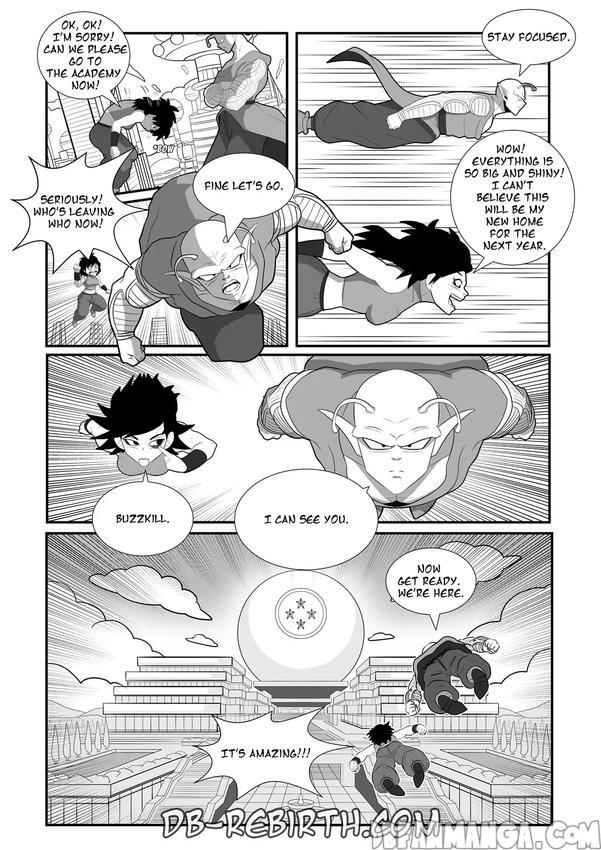 OK, OK!
I'M SORRY!
CAN WE PLEASE
GO TO
THE ACADEMY
NOW!
BOW
FINE LET'S GO.
SERIOUSLY!
WHO'S LEAVING
WHO NOW!
STAY FOCUSED.
WOW!
EVERYTHING IS
SO BIG AND SHINY!
I CAN'T
BELIEVE THIS
WILL BE MY
NEW HOME
FOR THE
NEXT YEAR.
BUZZKILL.
I CAN SEE YOU.
NOW
GET READY.
WE'RE HERE.
IT'S AMAZING!!!
DB-REBIRTH.COM
DBFANMANGA.COM